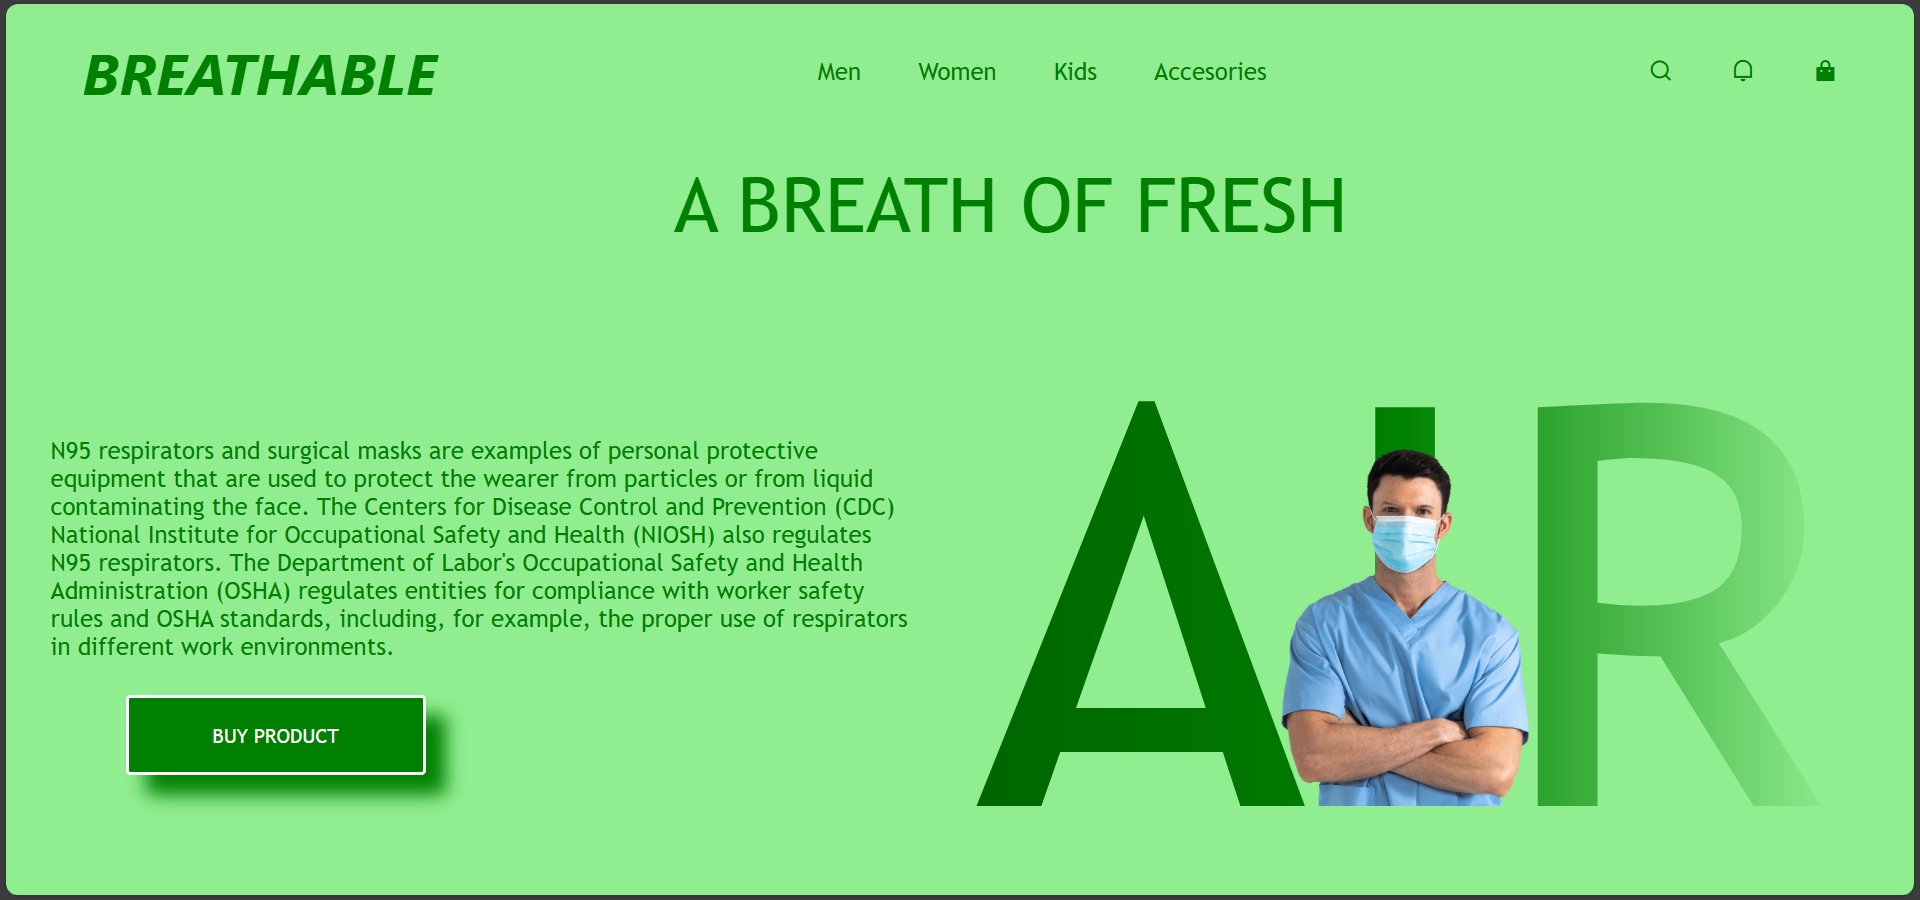 BREATHABLE
Men Women Kids Accesories
A BREATH OF FRESH
AIR
N95 respirators and surgical masks are examples of personal protective
equipment that are used to protect the wearer from particles or from liquid
contaminating the face. The Centers for Disease Control and Prevention (CDC)
National Institute for Occupational Safety and Health (NIOSH) also regulates
N95 respirators. The Department of Labor's Occupational Safety and Health
Administration (OSHA) regulates entities for compliance with worker safety
rules and OSHA standards, including, for example, the proper use of respirators
in different work environments.
BUY PRODUCT